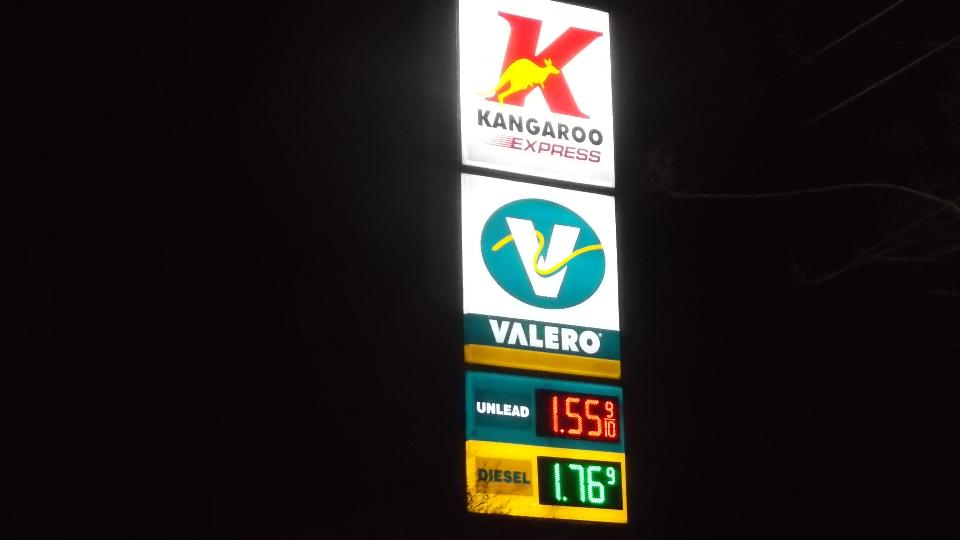 K
KANGAROO
EXPRESS
V
VALERO
UNLEAD 1.55 9/10
DIESEL 1.76 9